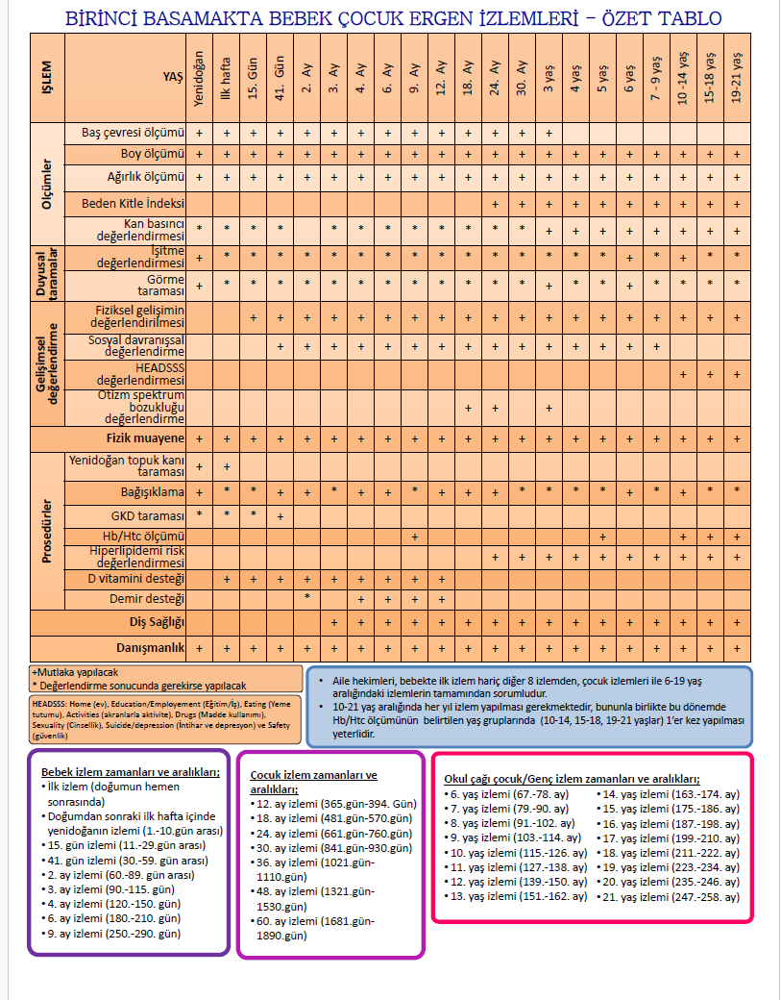 BİRİNCİ BASAMAKTA BEBEK ÇOCUK ERGEN İZLEMLERİ – ÖZET TABLO
İŞLEM YAŞ Yenidoğan İlk hafta 15. Gün 41. Gün 2. Ay 3. Ay 4. Ay 6. Ay 9. Ay 12. Ay 18. Ay 24. Ay 30. Ay 3 yaş 4 yaş 5 yaş 6 yaş 7 - 9 yaş 10 -14 yaş 15-18 yaş 19-21 yaş
Ölçümler
Baş çevresi ölçümü + + + + + + + + + + + + + +
Boy ölçümü + + + + + + + + + + + + + + + + + + + + +
Ağırlık ölçümü + + + + + + + + + + + + + + + + + + + + +
Beden Kitle İndeksi + + + + + + + + + +
Kan basıncı
değerlendirmesi * * * * * * * * * * * * + + + + + + + +
Duyusal
taramalar
İşitme
değerlendirmesi + * * * * * * * * * * * * * * * + * + * *
Görme
taraması + * * * * * * * * * * * * + * * + * * * *
Gelişimsel
değerlendirme
Fiziksel gelişimin
değerlendirilmesi + + + + + + + + + + + + + + + + + + +
Sosyal davranışsal
değerlendirme + + + + + + + + + + + + + + +
HEADSSS
değerlendirmesi + + +
Otizm spektrum
bozukluğu
değerlendirme + + +
Fizik muayene + + + + + + + + + + + + + + + + + + + + +
Prosedürler
Yenidoğan topuk kanı
taraması + +
Bağışıklama + * * + + * + + * + + + * * * * + * + * *
GKD taraması * * * +
Hb/Htc ölçümü + + + + +
Hiperlipidemi risk
değerlendirmesi + + + + + + + + + +
D vitamini desteği + + + + + + + + +
Demir desteği * + + + +
Diş Sağlığı + + + + + + + + + + + + + + + +
Danışmanlık + + + + + + + + + + + + + + + + + + + + +
+Mutlaka yapılacak
* Değerlendirme sonucunda gerekirse yapılacak
HEADSSS: Home (ev), Education/Employement (Eğitim/İş), Eating (Yeme
tutumu), Activities (akranlarla aktivite), Drugs (Madde kullanımı),
Sexuality (Cinsellik), Suicide/depression (İntihar ve depresyon) ve Safety
(güvenlik)
• Aile hekimleri, bebekte ilk izlem hariç diğer 8 izlemden, çocuk izlemleri ile 6-19 yaş
aralığındaki izlemlerin tamamından sorumludur.
• 10-21 yaş aralığında her yıl izlem yapılması gerekmektedir, bununla birlikte bu dönemde
Hb/Htc ölçümünün belirtilen yaş gruplarında (10-14, 15-18, 19-21 yaşlar) 1'er kez yapılması
yeterlidir.
Bebek izlem zamanları ve aralıkları;
• İlk izlem (doğumun hemen
sonrasında)
• Doğumdan sonraki ilk hafta içinde
yenidoğanın izlemi (1.-10.gün arası)
• 15. gün izlemi (11.-29.gün arası)
• 41. gün izlemi (30.-59. gün arası)
• 2. ay izlemi (60.-89. gün arası)
• 3. ay izlemi (90.-115. gün)
• 4. ay izlemi (120.-150. gün)
• 6. ay izlemi (180.-210. gün)
• 9. ay izlemi (250.-290. gün)
Çocuk izlem zamanları ve
aralıkları;
• 12. ay izlemi (365.gün-394. Gün)
• 18. ay izlemi (481.gün-570.gün)
• 24. ay izlemi (661.gün-760.gün)
• 30. ay izlemi (841.gün-930.gün)
• 36. ay izlemi (1021.gün-
1110.gün)
• 48. ay izlemi (1321.gün-
1530.gün)
• 60. ay izlemi (1681.gün-
1890.gün)
Okul çağı çocuk/Genç izlem zamanları ve aralıkları;
• 6. yaş izlemi (67.-78. ay)
• 7. yaş izlemi (79.-90. ay)
• 8. yaş izlemi (91.-102. ay)
• 9. yaş izlemi (103.-114. ay)
• 10. yaş izlemi (115.-126. ay)
• 11. yaş izlemi (127.-138. ay)
• 12. yaş izlemi (139.-150. ay)
• 13. yaş izlemi (151.-162. ay)
• 14. yaş izlemi (163.-174. ay)
• 15. yaş izlemi (175.-186. ay)
• 16. yaş izlemi (187.-198. ay)
• 17. yaş izlemi (199.-210. ay)
• 18. yaş izlemi (211.-222. ay)
• 19. yaş izlemi (223.-234. ay)
• 20. yaş izlemi (235.-246. ay)
• 21. yaş izlemi (247.-258. ay)